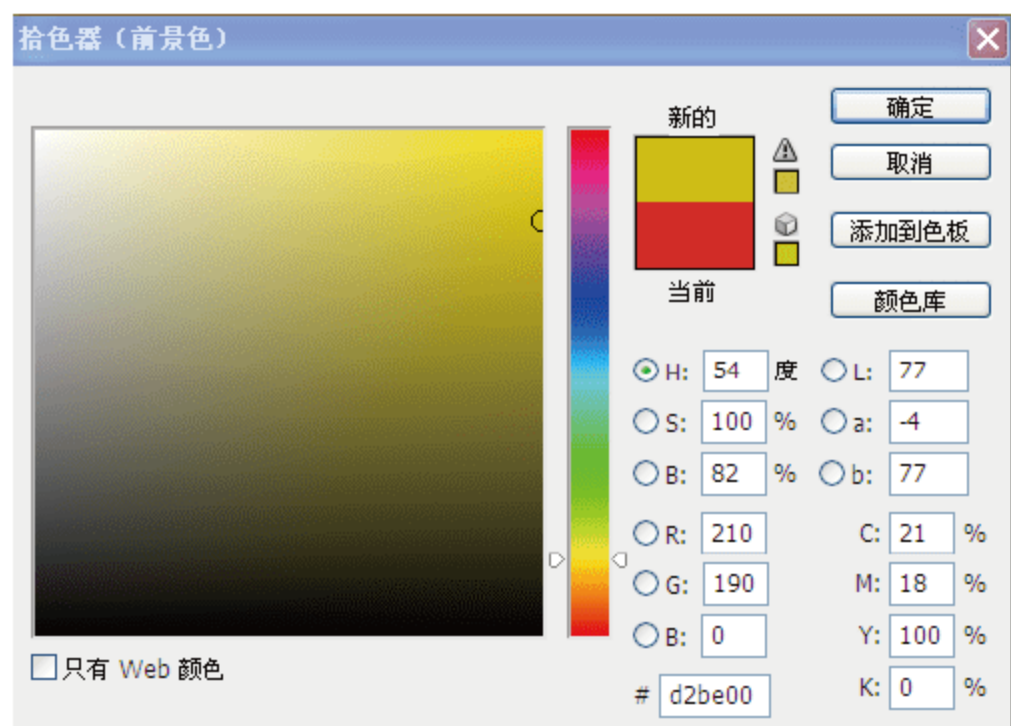 拾色器（前景色）
新的
当前
确定
取消
添加到色板
颜色库
H: 54 度 L: 77
S: 100 % a: -4
B: 82 % b: 77
R: 210 C: 21 %
G: 190 M: 18 %
B: 0 Y: 100 %
# d2be00 K: 0 %
只有 Web 颜色